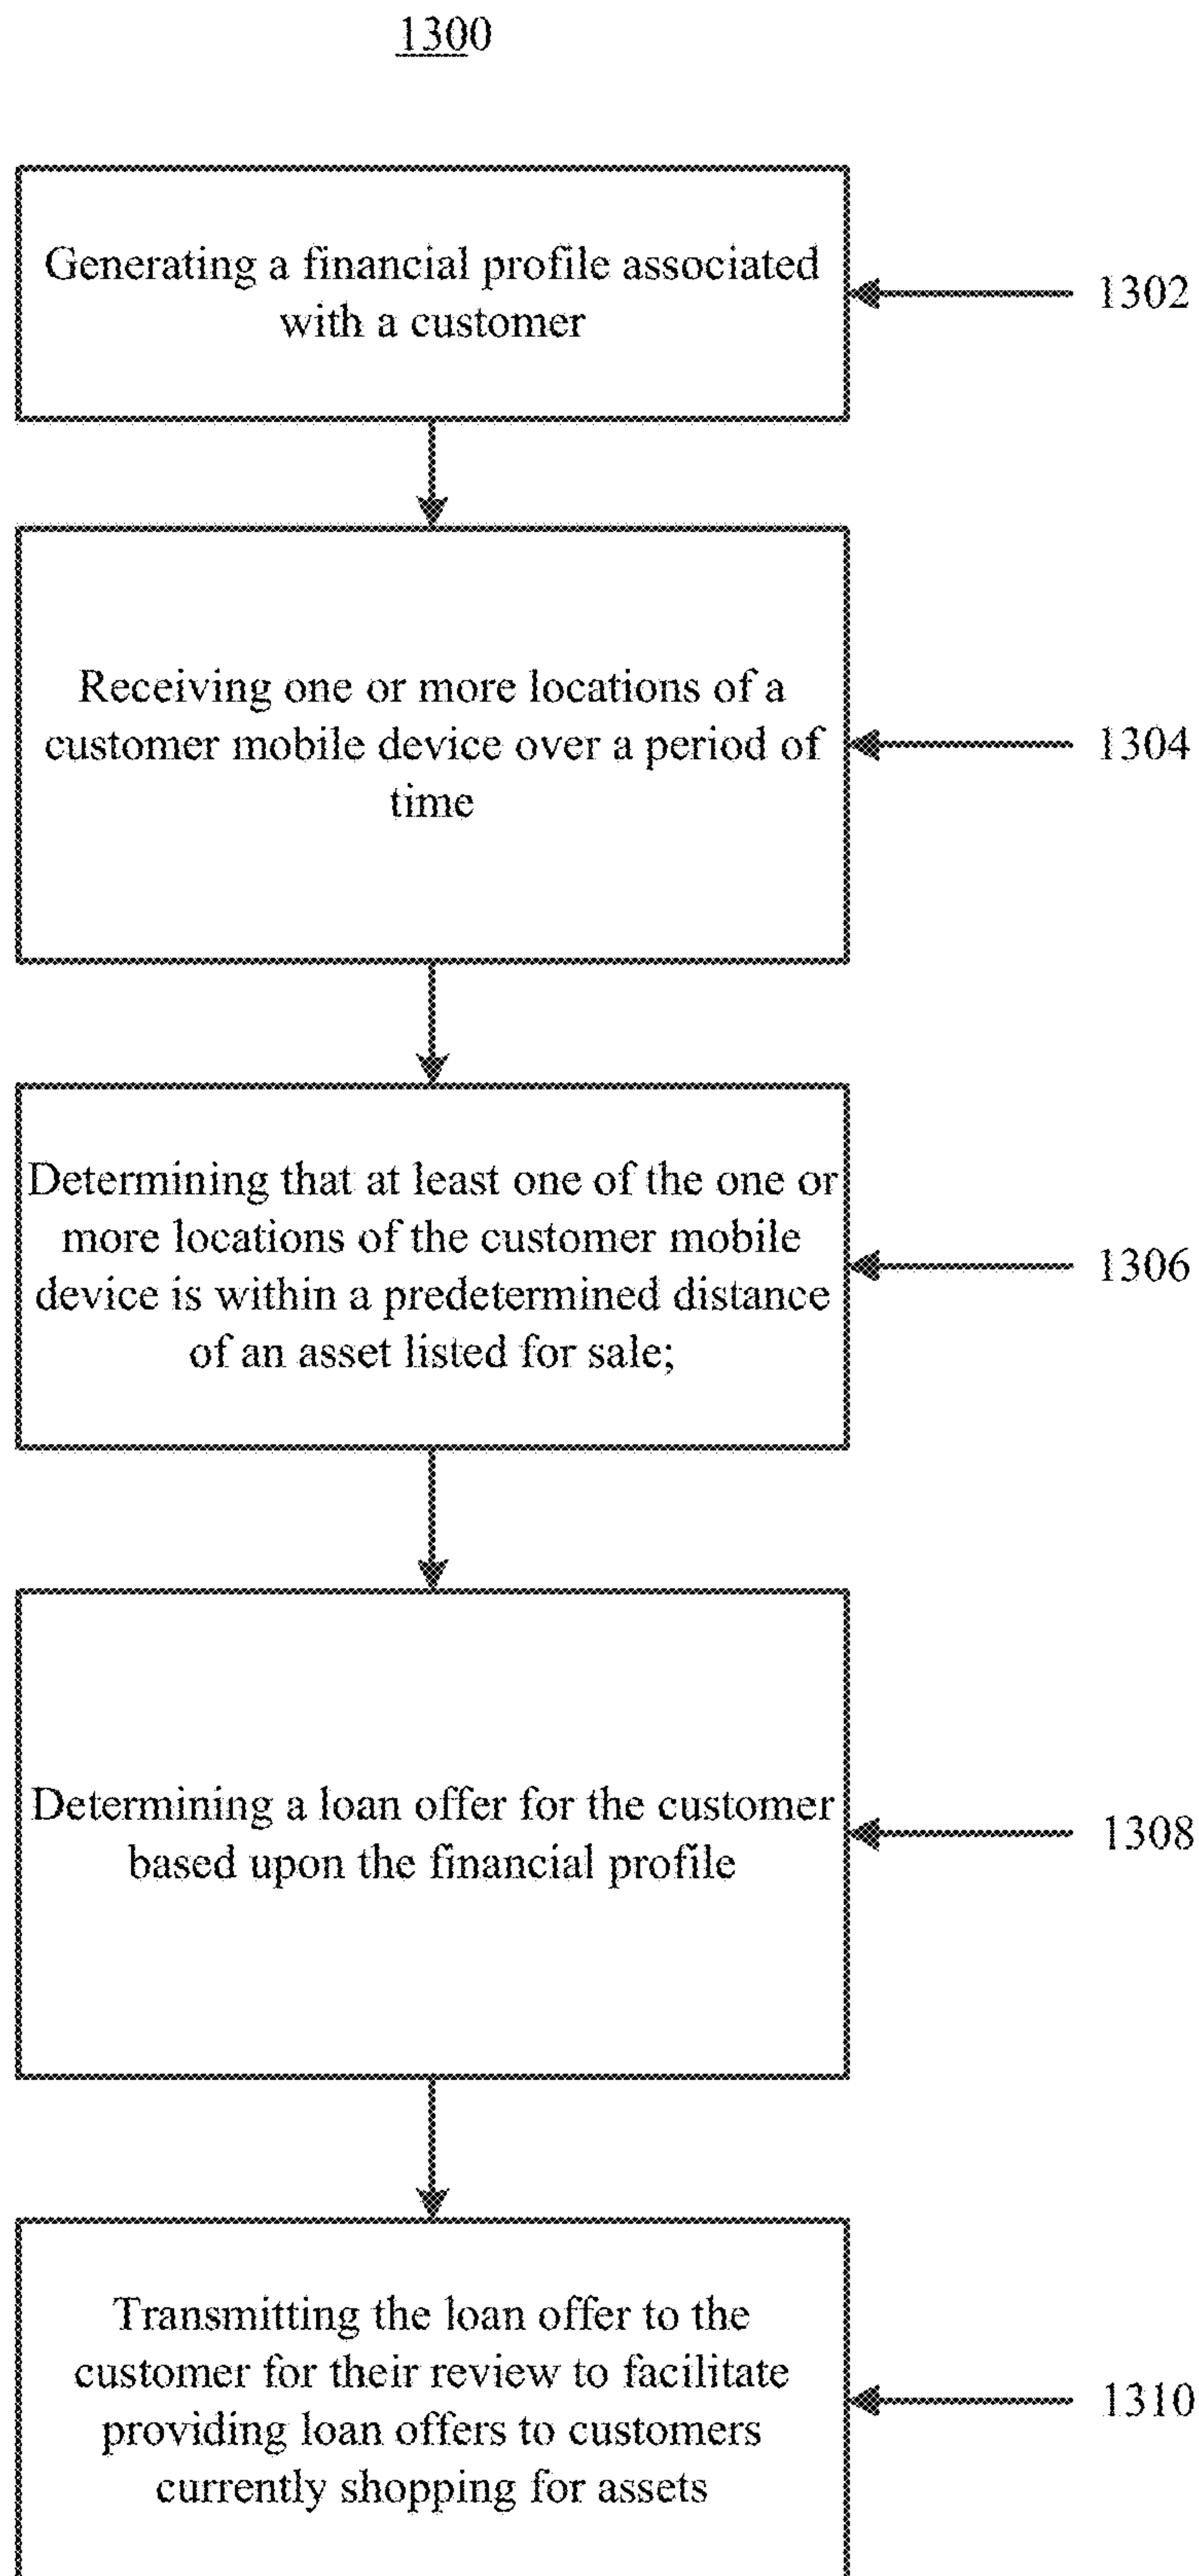 1300
Generating a financial profile associated
with a customer
1302
Receiving one or more locations of a
customer mobile device over a period of
time
1304
Determining that at least one of the one or
more locations of the customer mobile
device is within a predetermined distance
of an asset listed for sale;
1306
Determining a loan offer for the customer
based upon the financial profile
1308
Transmitting the loan offer to the
customer for their review to facilitate
providing loan offers to customers
currently shopping for assets
1310